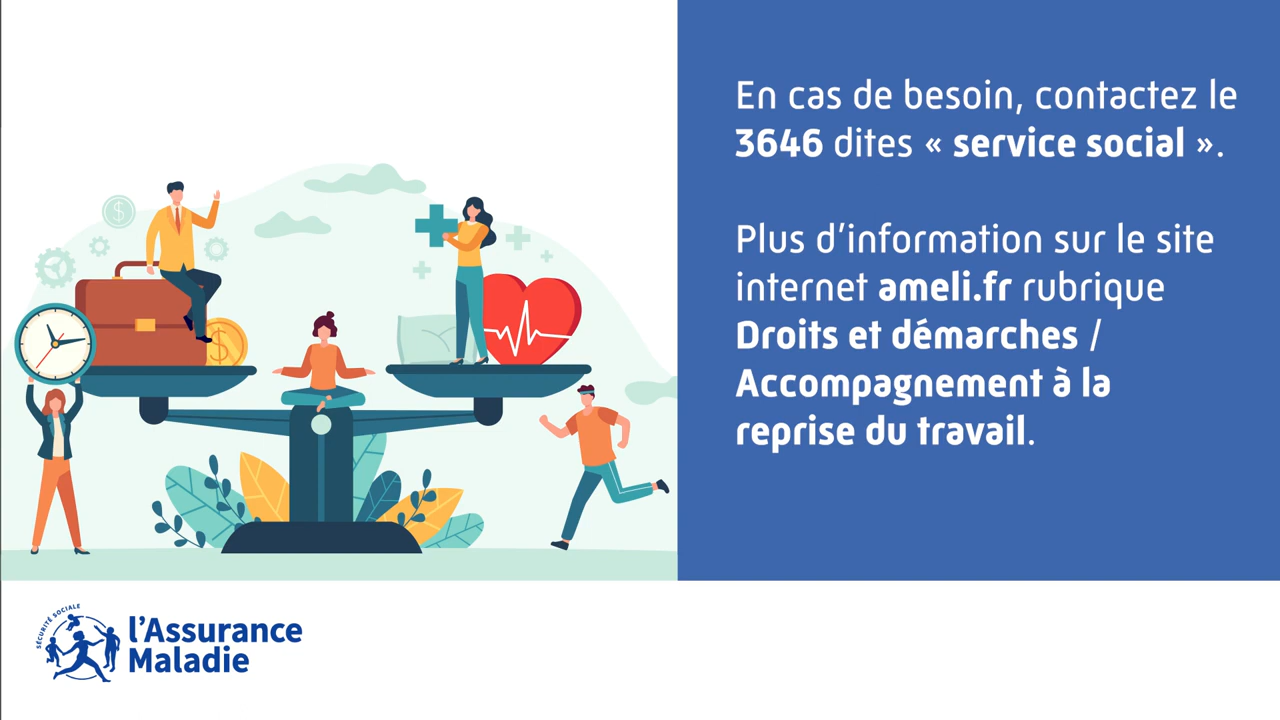 En cas de besoin, contactez le
3646 dites « service social ».
Plus d'information sur le site
internet ameli.fr rubrique
Droits et démarches /
Accompagnement à la
reprise du travail.
$
$
SÉCURITÉ SOCIALE
l'Assurance
Maladie